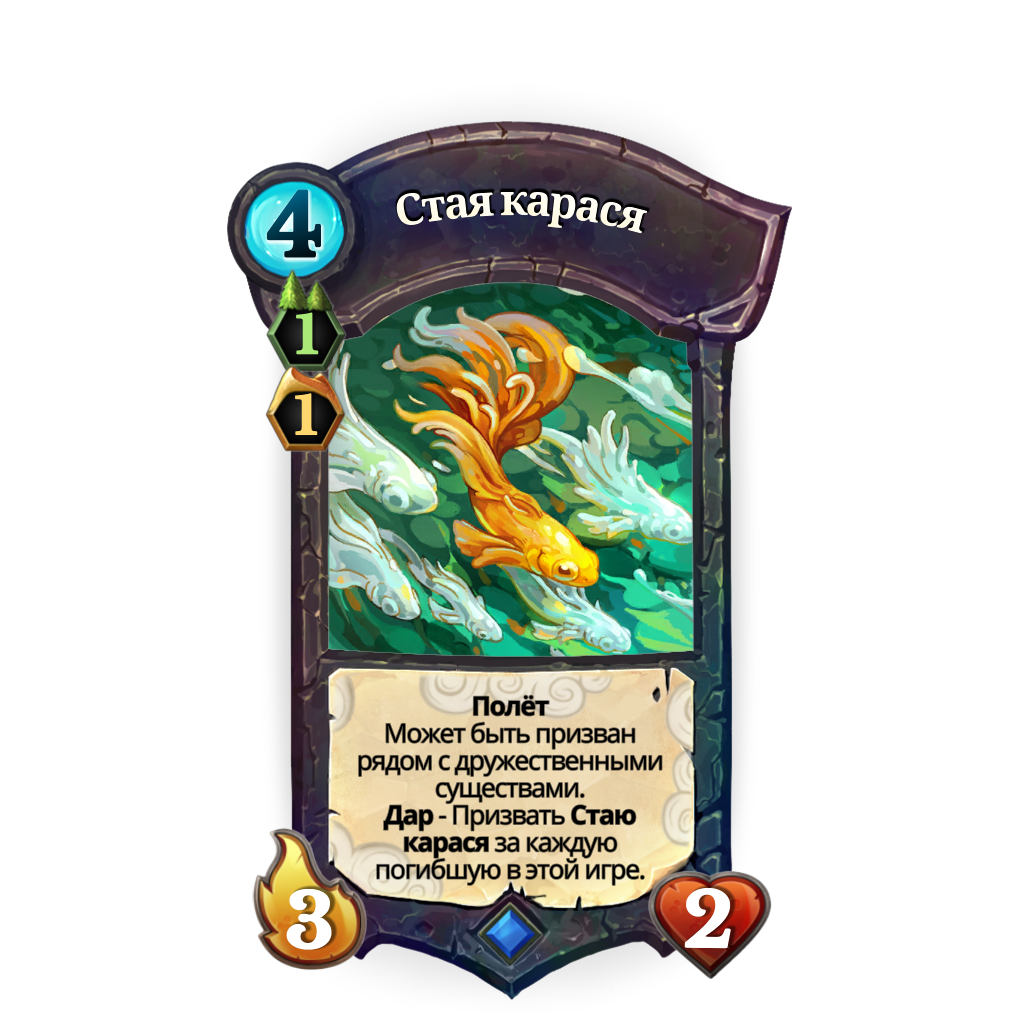 Стая карася
4
1
1
Полёт
Может быть призван
рядом с дружественными
существами.
Дар - Призвать Стаю
карася за каждую
погибшую в этой игре.
3
2